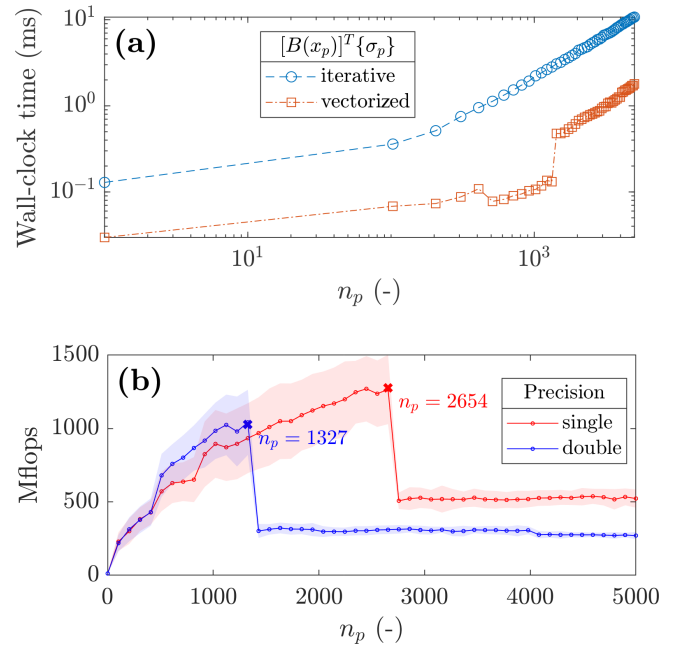 (a)
Wall-clock time (ms)
10^1
10^0
10^{-1}
[B(x_p)]^T{σ_p}
iterative
vectorized
10^1
10^3
n_p (-)
(b)
Mflops
1500
1000
500
0
n_p = 2654
n_p = 1327
Precision
single
double
0
1000
2000
3000
4000
5000
n_p (-)